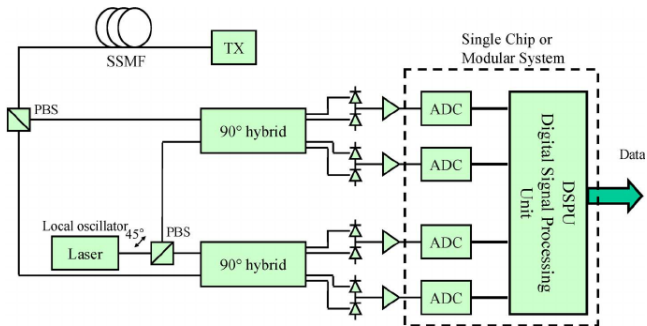 TX
SSMF
Single Chip or
Modular System
PBS
90° hybrid
ADC
ADC
DSPU
Digital Signal Processing
Unit
Data
Local oscillator
45°
PBS
Laser
90° hybrid
ADC
ADC